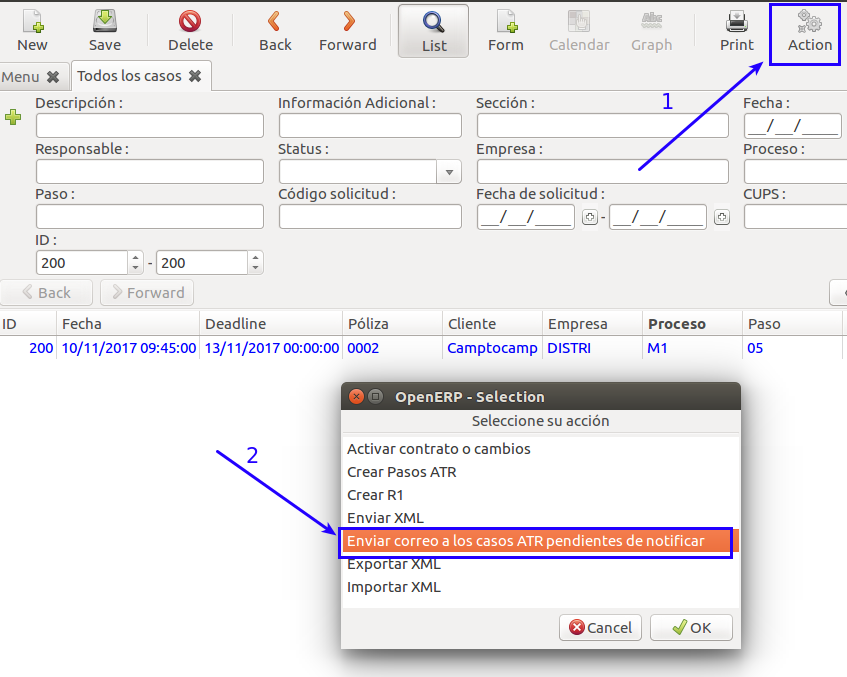 New Save Delete Back Forward List Form Calendar Abc Graph Print Action
Menu Todos los casos
1
Descripción : Información Adicional : Sección : Fecha :
__/__/____
Responsable : Status : Empresa : Proceso :
Paso : Código solicitud : Fecha de solicitud : CUPS :
__/__/____ - __/__/____
ID :
200 - 200
Back Forward
ID Fecha Deadline Póliza Cliente Empresa Proceso Paso
200 10/11/2017 09:45:00 13/11/2017 00:00:00 0002 Camptocamp DISTRI M1 05
OpenERP - Selection
Seleccione su acción
Activar contrato o cambios
2
Crear Pasos ATR
Crear R1
Enviar XML
Enviar correo a los casos ATR pendientes de notificar
Exportar XML
Importar XML
Cancel OK